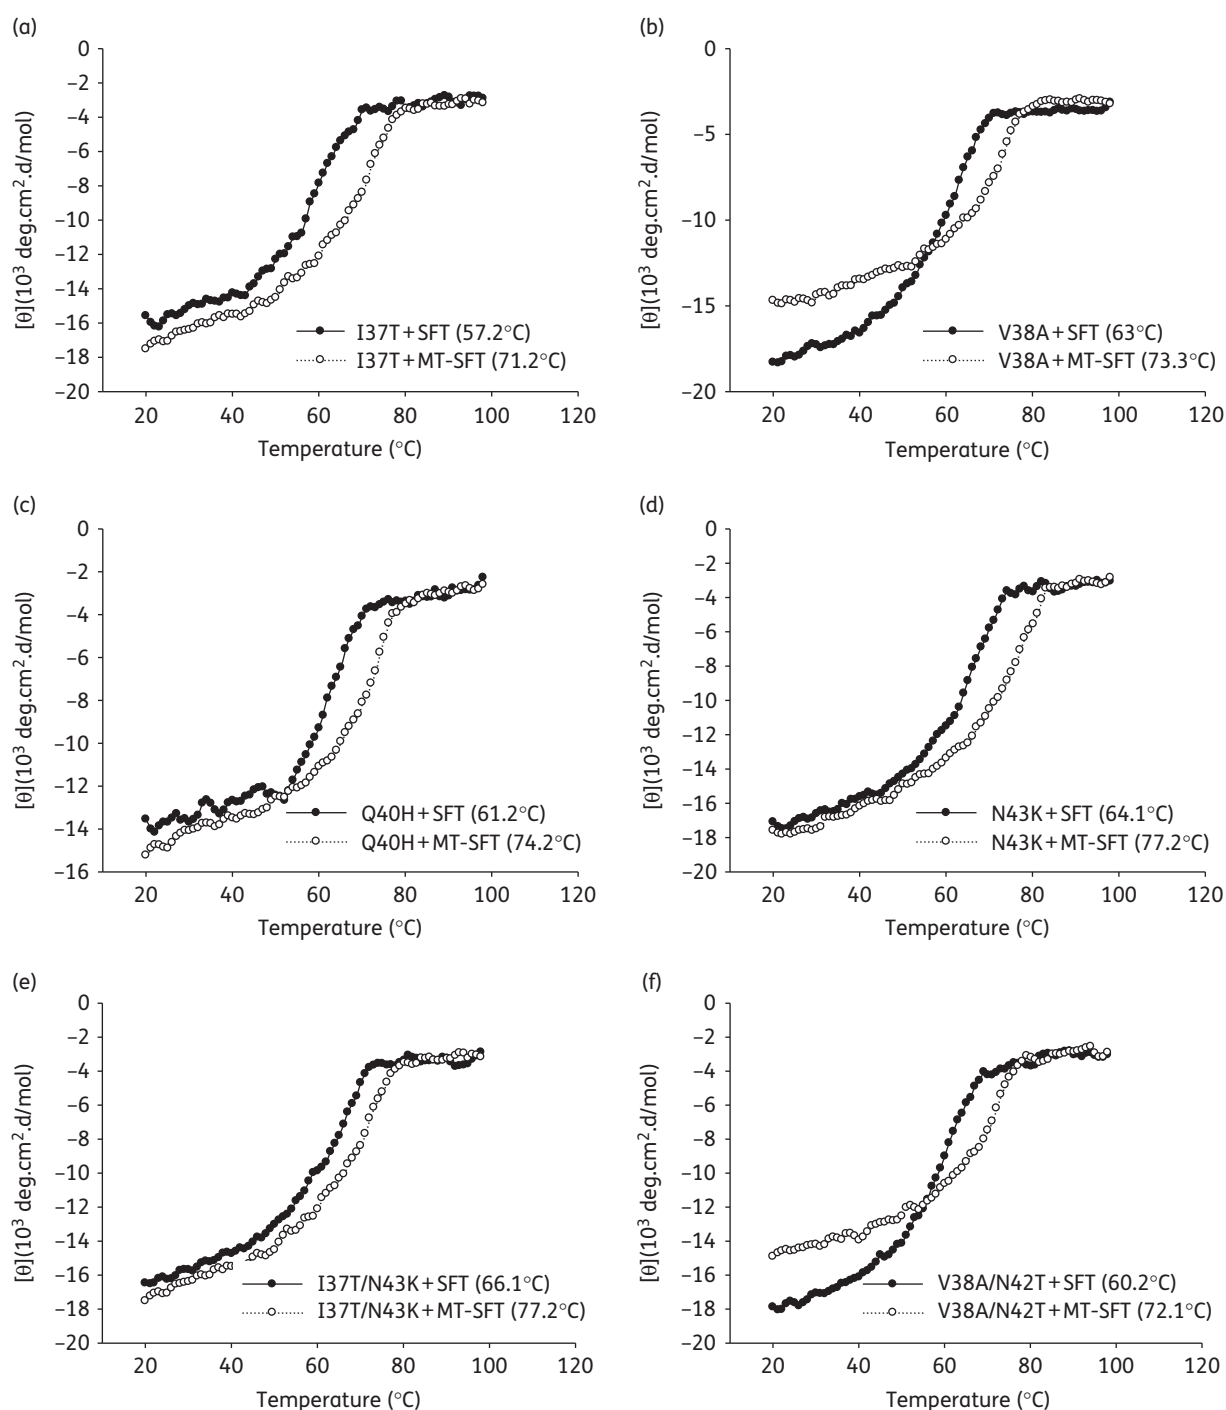 (a)
0
−2
−4
−6
−8
−10
−12
−14
−16
−18
−20
[θ](10³ deg.cm².d/mol)
I37T+SFT (57.2°C)
I37T+MT-SFT (71.2°C)
20 40 60 80 100 120
Temperature (°C)
(b)
0
−5
−10
−15
−20
[θ](10³ deg.cm².d/mol)
V38A+SFT (63°C)
V38A+MT-SFT (73.3°C)
20 40 60 80 100 120
Temperature (°C)
(c)
0
−2
−4
−6
−8
−10
−12
−14
−16
[θ](10³ deg.cm².d/mol)
Q40H+SFT (61.2°C)
Q40H+MT-SFT (74.2°C)
20 40 60 80 100 120
Temperature (°C)
(d)
0
−2
−4
−6
−8
−10
−12
−14
−16
−18
−20
[θ](10³ deg.cm².d/mol)
N43K+SFT (64.1°C)
N43K+MT-SFT (77.2°C)
20 40 60 80 100 120
Temperature (°C)
(e)
0
−2
−4
−6
−8
−10
−12
−14
−16
−18
−20
[θ](10³ deg.cm².d/mol)
I37T/N43K+SFT (66.1°C)
I37T/N43K+MT-SFT (77.2°C)
20 40 60 80 100 120
Temperature (°C)
(f)
0
−2
−4
−6
−8
−10
−12
−14
−16
−18
−20
[θ](10³ deg.cm².d/mol)
V38A/N42T+SFT (60.2°C)
V38A/N42T+MT-SFT (72.1°C)
20 40 60 80 100 120
Temperature (°C)